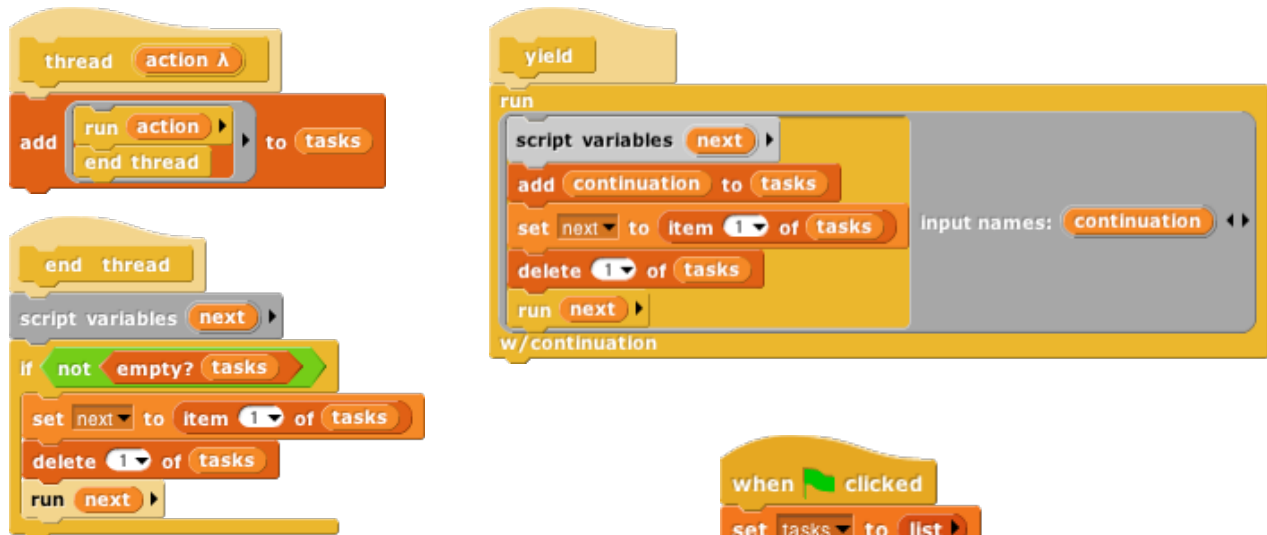 thread action λ
add run action to tasks
end thread
end thread
script variables next
if not empty? tasks
set next to item 1 of tasks
delete 1 of tasks
run next
yield
run
script variables next
add continuation to tasks
set next to item 1 of tasks
delete 1 of tasks
run next
input names: continuation
w/continuation
when clicked
set tasks to list